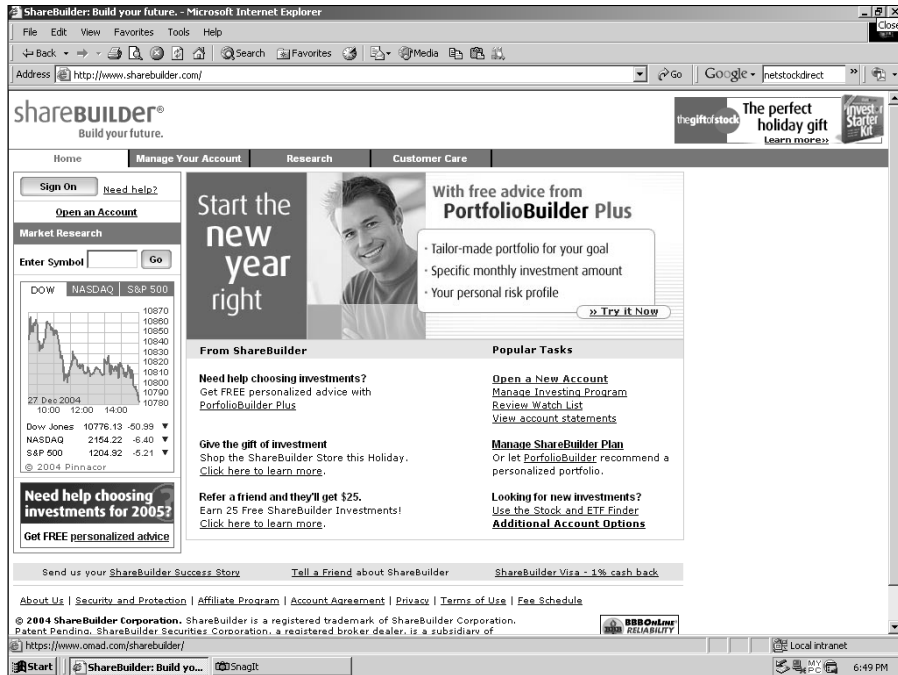 ShareBuilder: Build your future. - Microsoft Internet Explorer
Close
File Edit View Favorites Tools Help
Back Search Favorites Media
Address http://www.sharebuilder.com/ Go Google netstockdirect »
shareBUILDer®
Build your future.
thegiftofstock The perfect holiday gift
Learn more»
Investor Starter Kit
Home Manage Your Account Research Customer Care
Sign On Need help?
Open an Account
Market Research
Enter Symbol Go
DOW NASDAQ S&P 500
10870
10860
10850
10840
10830
10820
10810
10800
10790
10780
27 Dec 2004
10:00 12:00 14:00
Dow Jones 10776.13 -50.99 ▼
NASDAQ 2154.22 -6.40 ▼
S&P 500 1204.92 -5.21 ▼
© 2004 Pinnacor
Need help choosing
investments for 2005?
Get FREE personalized advice
Start the
new
year
right
With free advice from
PortfolioBuilder Plus
· Tailor-made portfolio for your goal
· Specific monthly investment amount
· Your personal risk profile
» Try it Now
From ShareBuilder
Need help choosing investments?
Get FREE personalized advice with
PorfolioBuilder Plus
Give the gift of investment
Shop the ShareBuilder Store this Holiday.
Click here to learn more.
Refer a friend and they'll get $25.
Earn 25 Free ShareBuilder Investments!
Click here to learn more.
Popular Tasks
Open a New Account
Manage Investing Program
Review Watch List
View account statements
Manage ShareBuilder Plan
Or let PorfolioBuilder recommend a
personalized portfolio.
Looking for new investments?
Use the Stock and ETF Finder
Additional Account Options
Send us your ShareBuilder Success Story Tell a Friend about ShareBuilder ShareBuilder Visa - 1% cash back
About Us | Security and Protection | Affiliate Program | Account Agreement | Privacy | Terms of Use | Fee Schedule
© 2004 ShareBuilder Corporation. ShareBuilder is a registered trademark of ShareBuilder Corporation.
Patent Pending. ShareBuilder Securities Corporation, a registered broker dealer, is a subsidiary of
BBBOnLine
RELIABILITY
https://www.omad.com/sharebuilder/ Local intranet
Start ShareBuilder: Build yo... SnagIt MY PC 6:49 PM